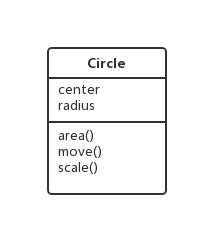 Circle
center
radius
area()
move()
scale()